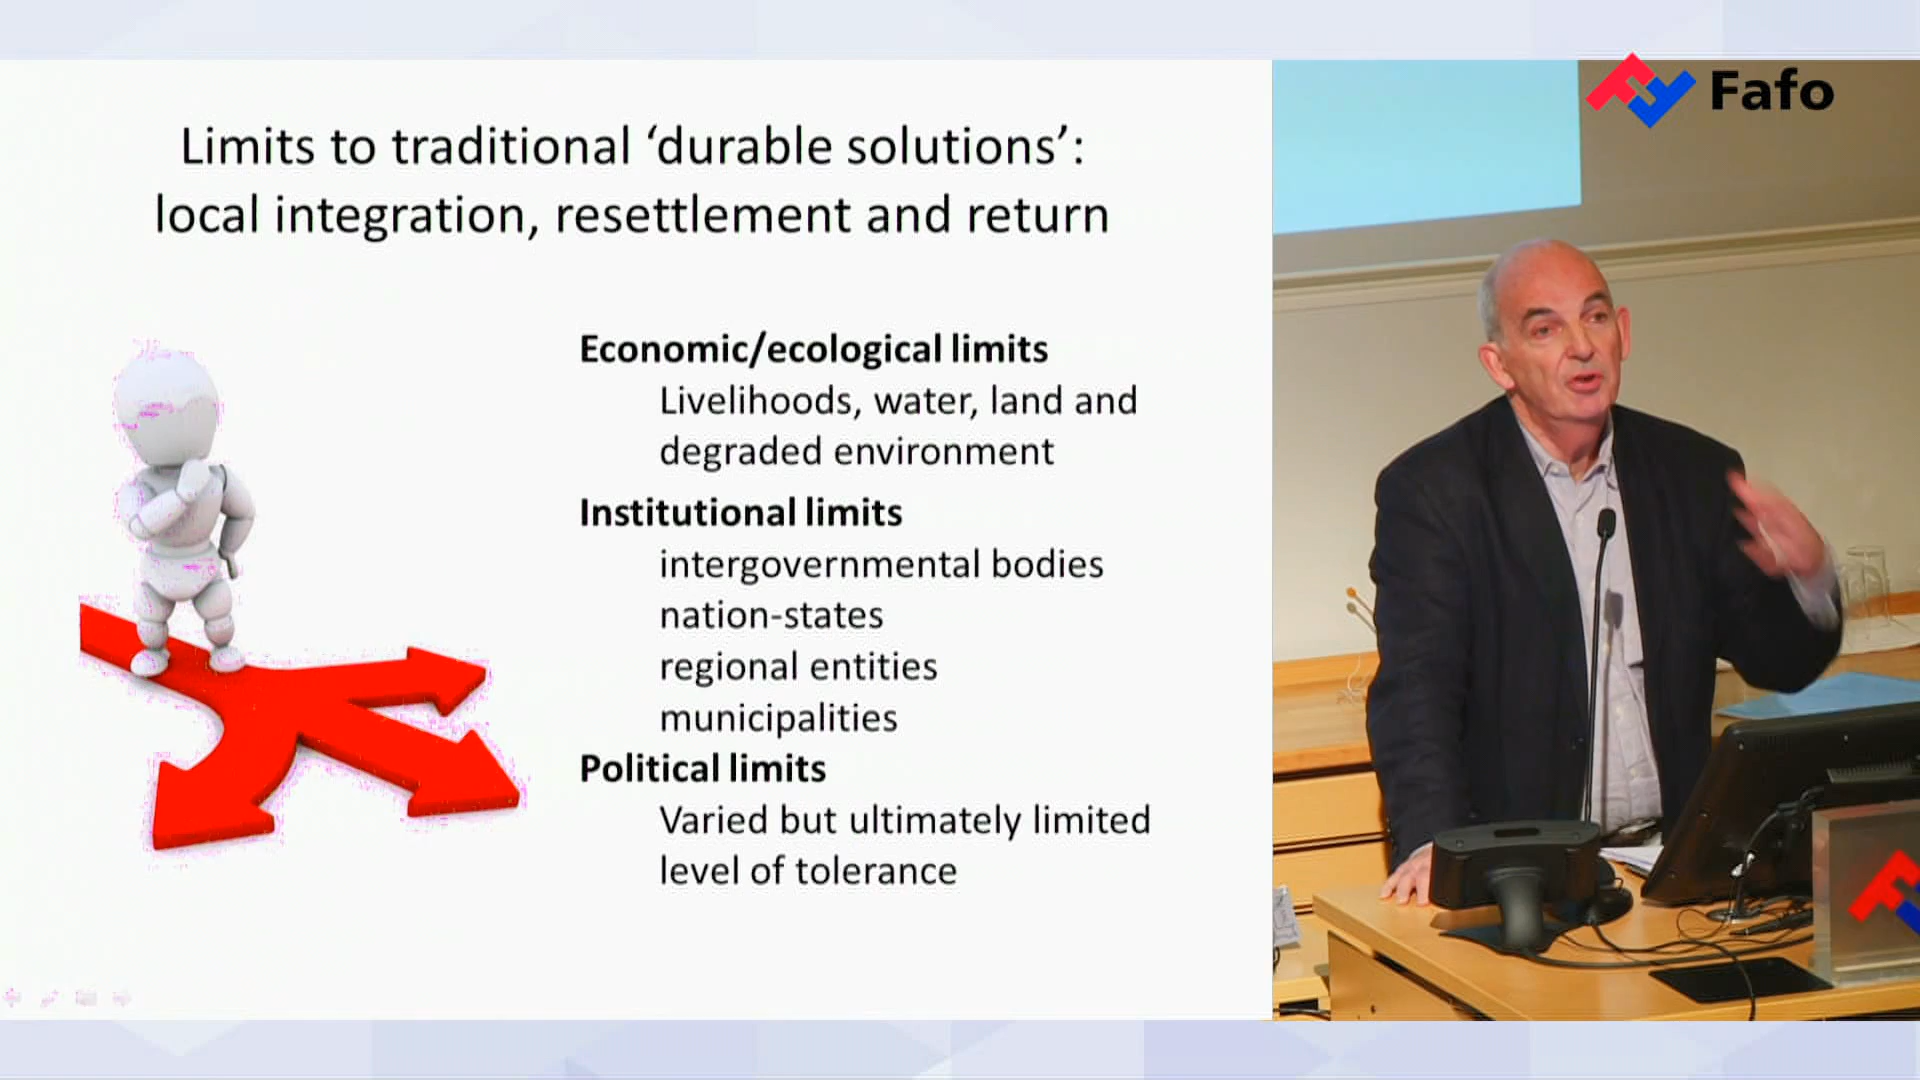 Limits to traditional ‘durable solutions’:
local integration, resettlement and return
Economic/ecological limits
Livelihoods, water, land and
degraded environment
Institutional limits
intergovernmental bodies
nation-states
regional entities
municipalities
Political limits
Varied but ultimately limited
level of tolerance
Fafo